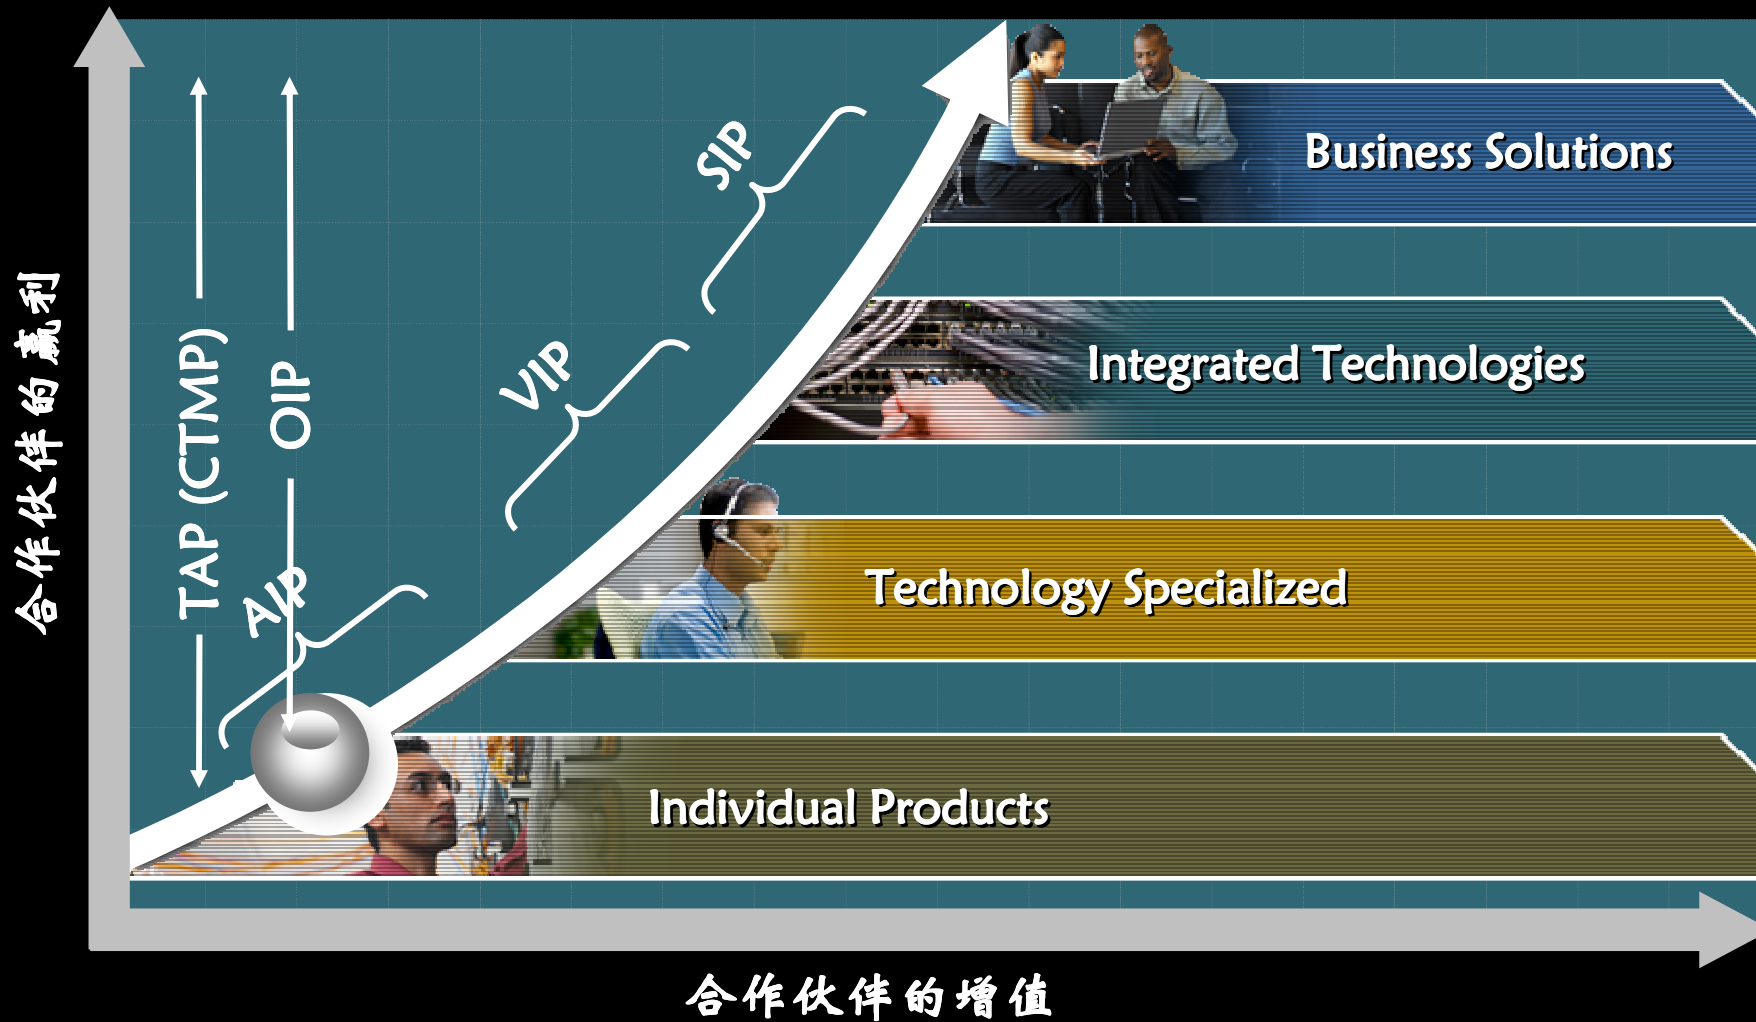 合作伙伴的赢利
TAP (CTMP)
OIP
AIP
VIP
SIP
Business Solutions
Integrated Technologies
Technology Specialized
Individual Products
合作伙伴的增值